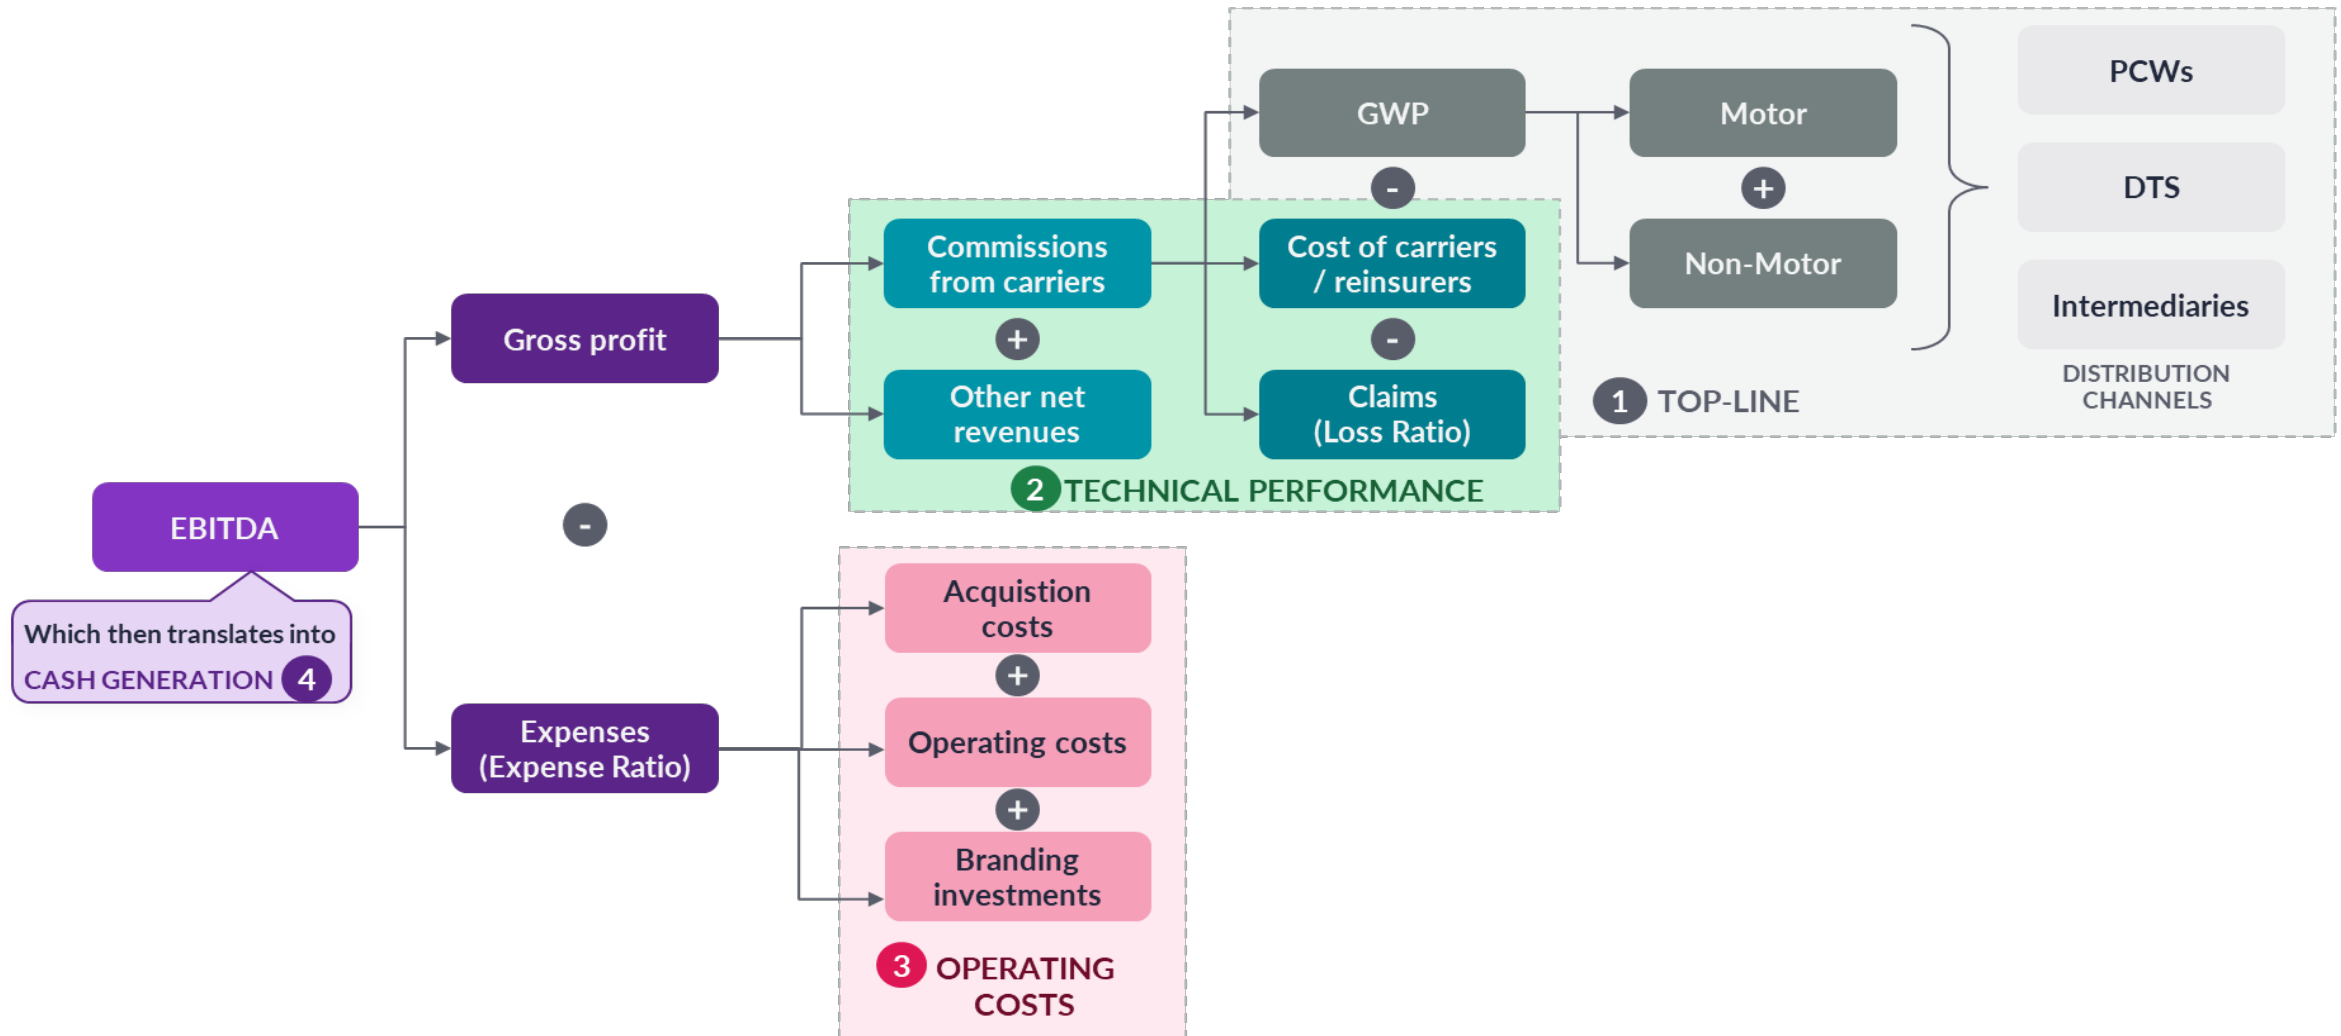 PCWs
GWP
Motor
-
+
DTS
Commissions
from carriers
Cost of carriers
/ reinsurers
Non-Motor
Intermediaries
Gross profit
+
-
DISTRIBUTION
CHANNELS
Other net
revenues
Claims
(Loss Ratio)
1 TOP-LINE
2 TECHNICAL PERFORMANCE
EBITDA
-
Which then translates into
CASH GENERATION 4
Acquistion
costs
+
Expenses
(Expense Ratio)
Operating costs
+
Branding
investments
3 OPERATING
COSTS